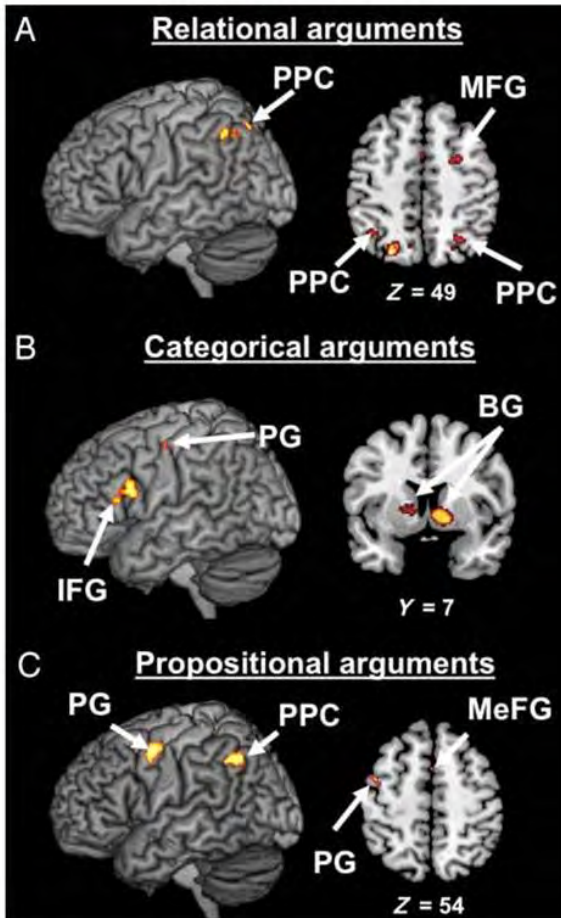 A
Relational arguments
PPC
MFG
PPC
PPC
Z = 49
B
Categorical arguments
PG
BG
IFG
Y = 7
C
Propositional arguments
PG
PPC
MeFG
PG
Z = 54